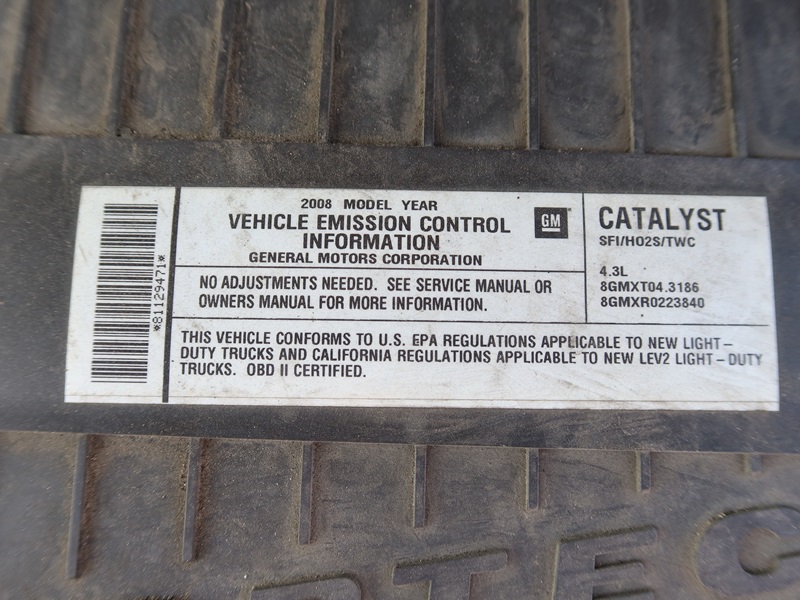 *81129471*
2008 MODEL YEAR
VEHICLE EMISSION CONTROL
INFORMATION
GENERAL MOTORS CORPORATION
GM
NO ADJUSTMENTS NEEDED. SEE SERVICE MANUAL OR
OWNERS MANUAL FOR MORE INFORMATION.
CATALYST
SFI/HO2S/TWC
4.3L
8GMXT04.3186
8GMXR0223840
THIS VEHICLE CONFORMS TO U.S. EPA REGULATIONS APPLICABLE TO NEW LIGHT-
DUTY TRUCKS AND CALIFORNIA REGULATIONS APPLICABLE TO NEW LEV2 LIGHT-DUTY
TRUCKS. OBD II CERTIFIED.